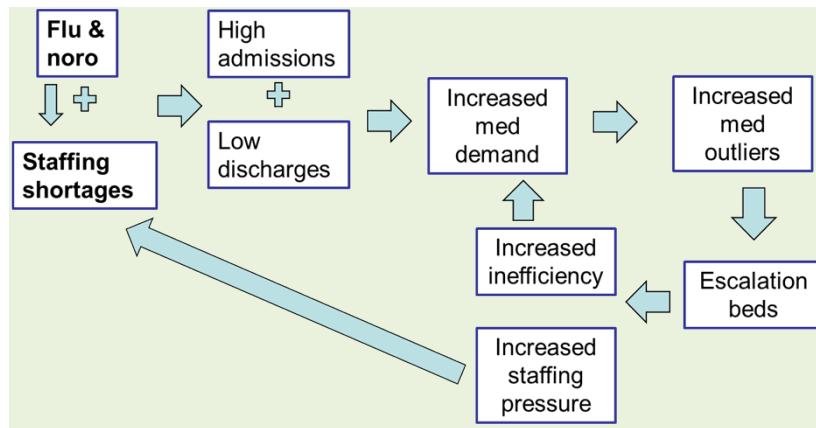 Flu &
noro
Staffing
shortages
High
admissions
Low
discharges
Increased
med
demand
Increased
med
outliers
Escalation
beds
Increased
inefficiency
Increased
staffing
pressure